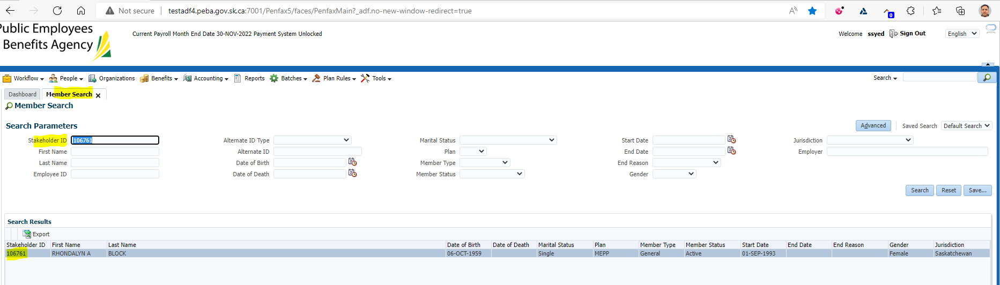 Not secure testadf4.peba.gov.sk.ca:7001/Penfax5/faces/PenfaxMain?_adf.no-new-window-redirect=true
0
Public Employees
Benefits Agency
Current Payroll Month End Date 30-NOV-2022 Payment System Unlocked
Welcome ssyed Sign Out English
Workflow People Organizations Benefits Accounting Reports Batches Plan Rules Tools Search
Dashboard Member Search
Member Search
Search Parameters
Advanced Saved Search Default Search
Stakeholder ID 106761 Alternate ID Type Marital Status Start Date Jurisdiction
First Name Alternate ID Plan End Date Employer
Last Name Date of Birth Member Type End Reason
Employee ID Date of Death Member Status Gender
Search Reset Save...
Search Results
Export
Stakeholder ID First Name Last Name Date of Birth Date of Death Marital Status Plan Member Type Member Status Start Date End Date End Reason Gender Jurisdiction
106761 RHONDALYN A BLOCK 06-OCT-1959 Single MEPP General Active 01-SEP-1993 Female Saskatchewan